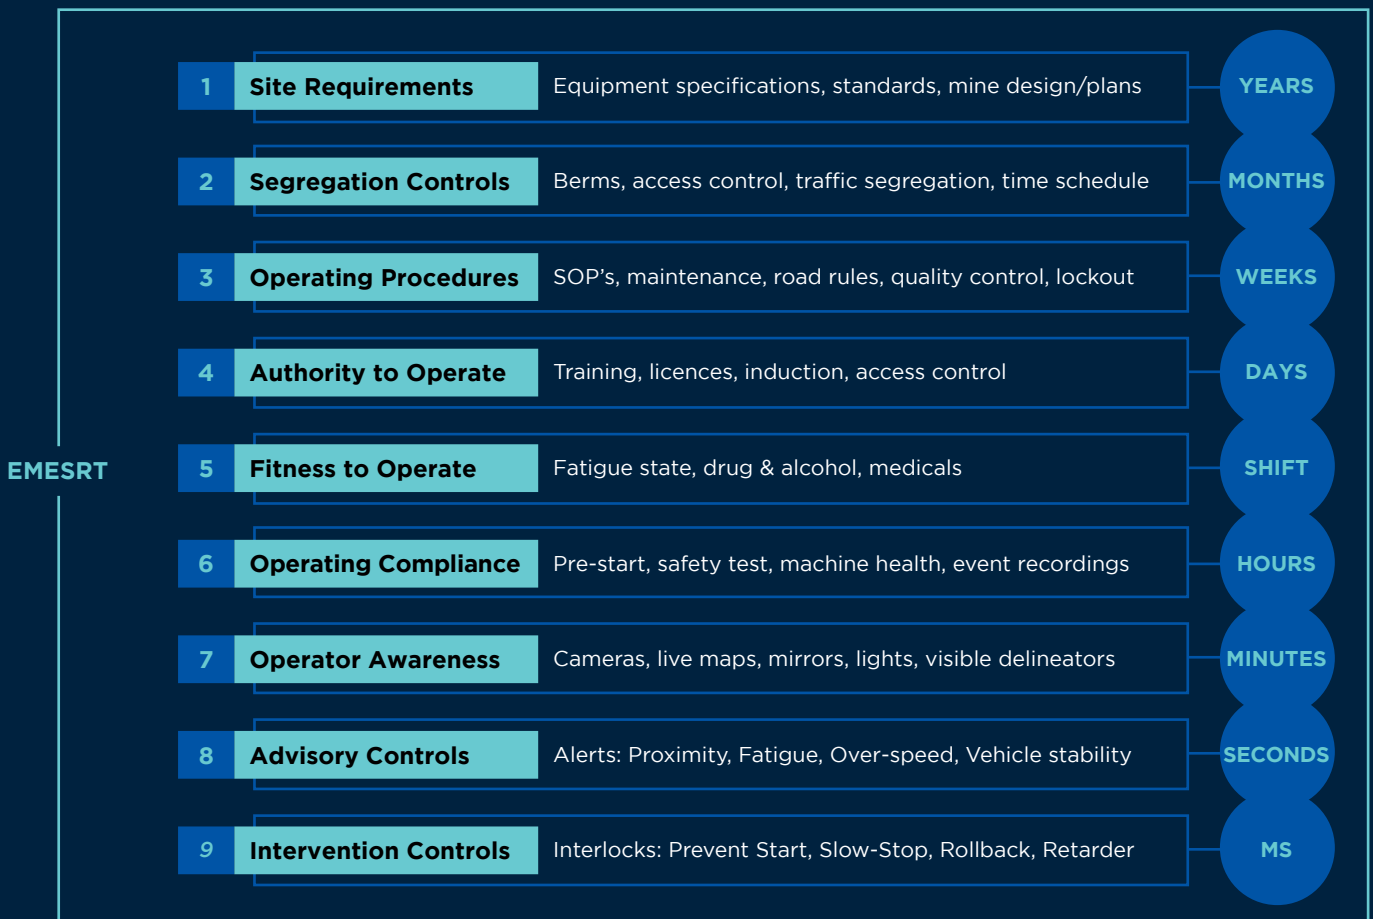 1 Site Requirements Equipment specifications, standards, mine design/plans YEARS
2 Segregation Controls Berms, access control, traffic segregation, time schedule MONTHS
3 Operating Procedures SOP's, maintenance, road rules, quality control, lockout WEEKS
4 Authority to Operate Training, licences, induction, access control DAYS
EMESRT
5 Fitness to Operate Fatigue state, drug & alcohol, medicals SHIFT
6 Operating Compliance Pre-start, safety test, machine health, event recordings HOURS
7 Operator Awareness Cameras, live maps, mirrors, lights, visible delineators MINUTES
8 Advisory Controls Alerts: Proximity, Fatigue, Over-speed, Vehicle stability SECONDS
9 Intervention Controls Interlocks: Prevent Start, Slow-Stop, Rollback, Retarder MS